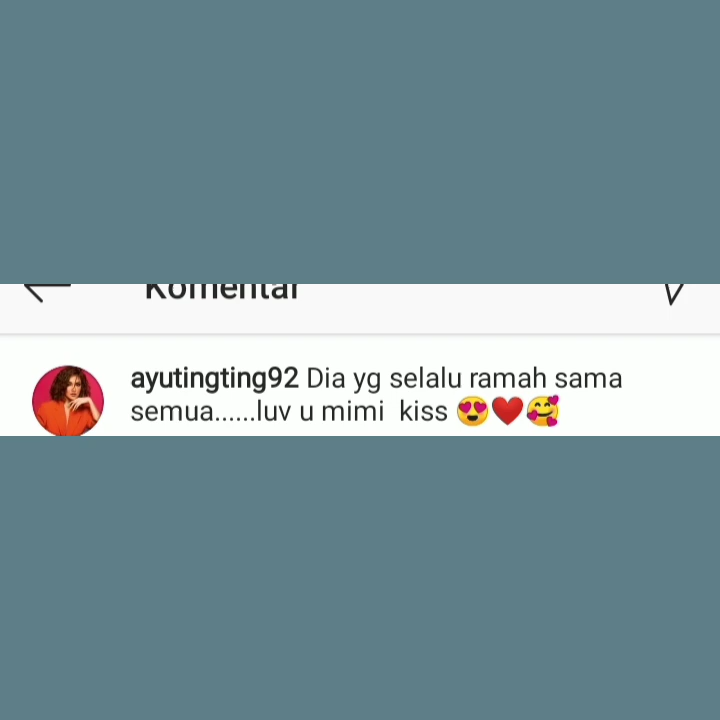 Komentar
ayutingting92 Dia yg selalu ramah sama
semua......luv u mimi  kiss 😍❤️🥰